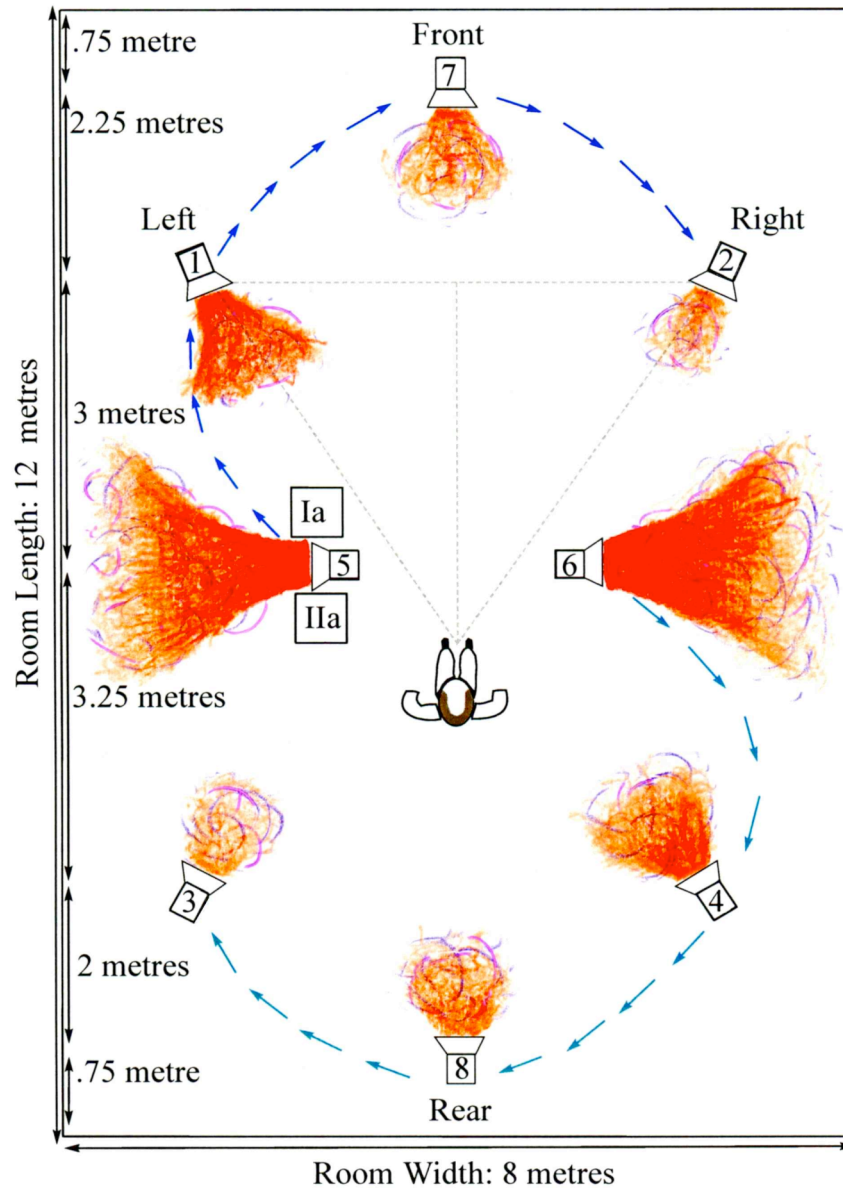 .75 metre
Front
7
2.25 metres
Left
Right
1
2
3 metres
Room Length: 12 metres
Ia
5
6
IIa
3.25 metres
3
4
2 metres
8
.75 metre
Rear
Room Width: 8 metres